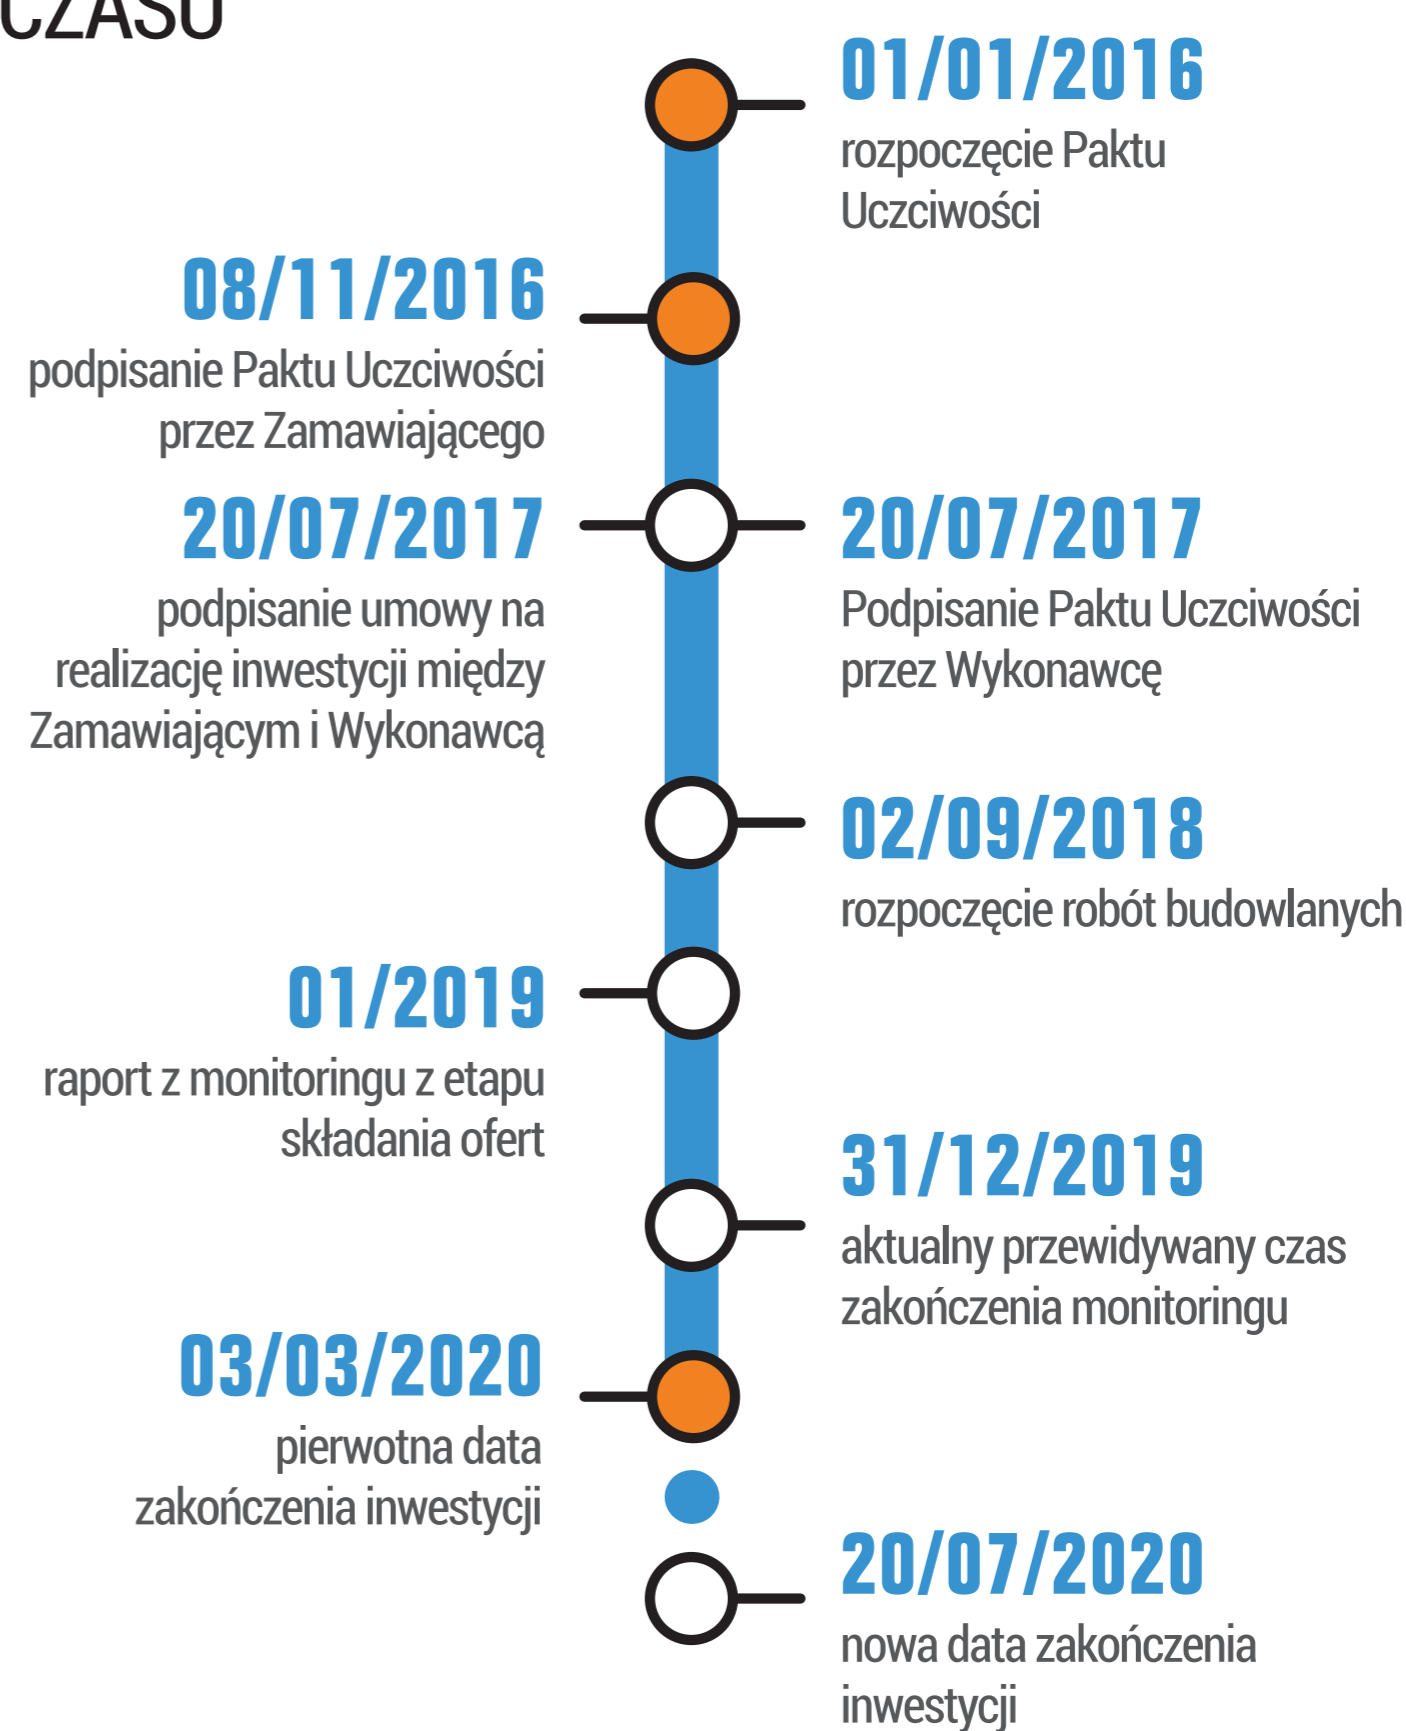 CZASU
01/01/2016
rozpoczęcie Paktu
Uczciwości
08/11/2016
podpisanie Paktu Uczciwości
przez Zamawiającego
20/07/2017
podpisanie umowy na
realizację inwestycji między
Zamawiającym i Wykonawcą
20/07/2017
Podpisanie Paktu Uczciwości
przez Wykonawcę
02/09/2018
rozpoczęcie robót budowlanych
01/2019
raport z monitoringu z etapu
składania ofert
31/12/2019
aktualny przewidywany czas
zakończenia monitoringu
03/03/2020
pierwotna data
zakończenia inwestycji
20/07/2020
nowa data zakończenia
inwestycji